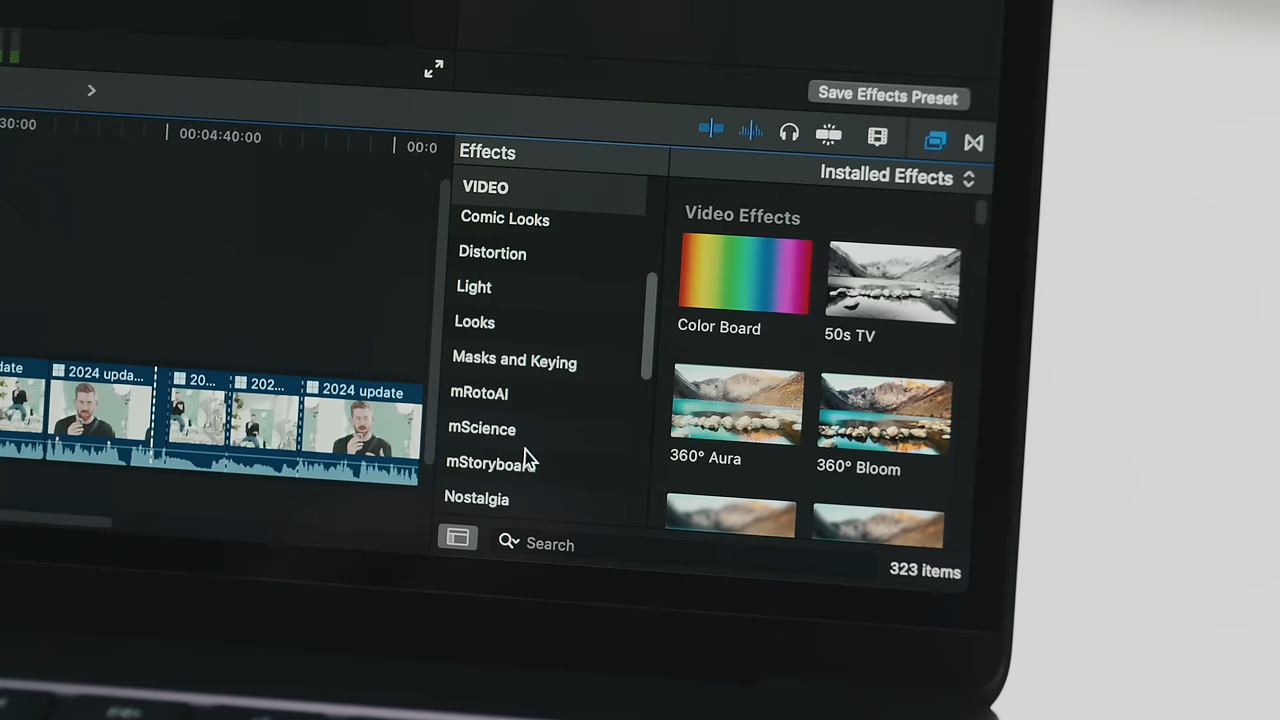 Save Effects Preset
30:00
00:04:40:00
00:0
Effects
Installed Effects
VIDEO
Comic Looks
Distortion
Light
Looks
Masks and Keying
mRotoAI
mScience
mStoryboard
Nostalgia
Video Effects
Color Board
50s TV
360° Aura
360° Bloom
date
2024 upda...
20...
202...
2024 update
Search
323 items